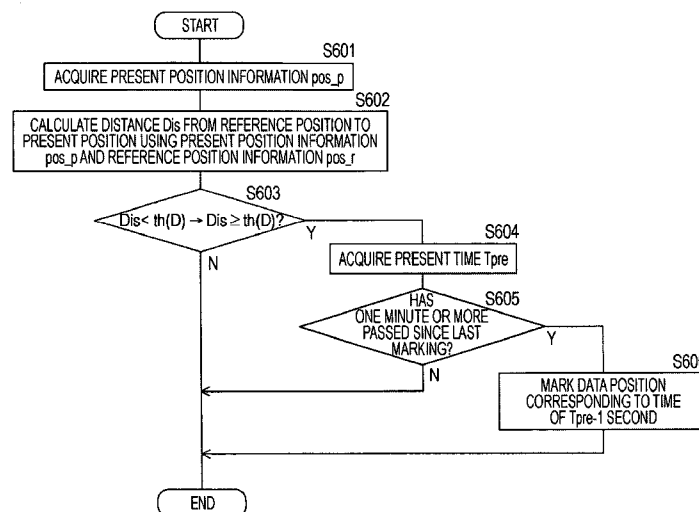 START
S601
ACQUIRE PRESENT POSITION INFORMATION pos_p
S602
CALCULATE DISTANCE Dis FROM REFERENCE POSITION TO
PRESENT POSITION USING PRESENT POSITION INFORMATION
pos_p AND REFERENCE POSITION INFORMATION pos_r
S603
Dis< th(D) → Dis≧th(D)?
Y
N
S604
ACQUIRE PRESENT TIME Tpre
S605
HAS
ONE MINUTE OR MORE
PASSED SINCE LAST
MARKING?
Y
N
MARK DATA POSITION
CORRESPONDING TO TIME
OF Tpre-1 SECOND
END